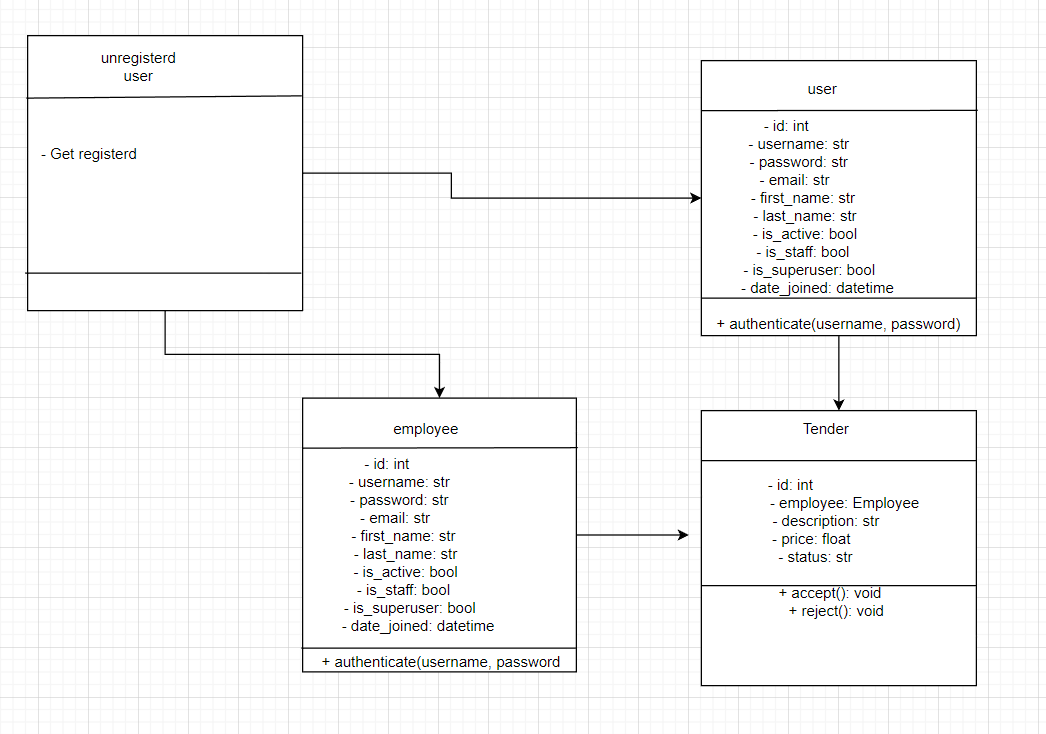 unregisterd
user
- Get registerd
user
- id: int
- username: str
- password: str
- email: str
- first_name: str
- last_name: str
- is_active: bool
- is_staff: bool
- is_superuser: bool
- date_joined: datetime
+ authenticate(username, password)
employee
- id: int
- username: str
- password: str
- email: str
- first_name: str
- last_name: str
- is_active: bool
- is_staff: bool
- is_superuser: bool
- date_joined: datetime
+ authenticate(username, password
Tender
- id: int
- employee: Employee
- description: str
- price: float
- status: str
+ accept(): void
+ reject(): void